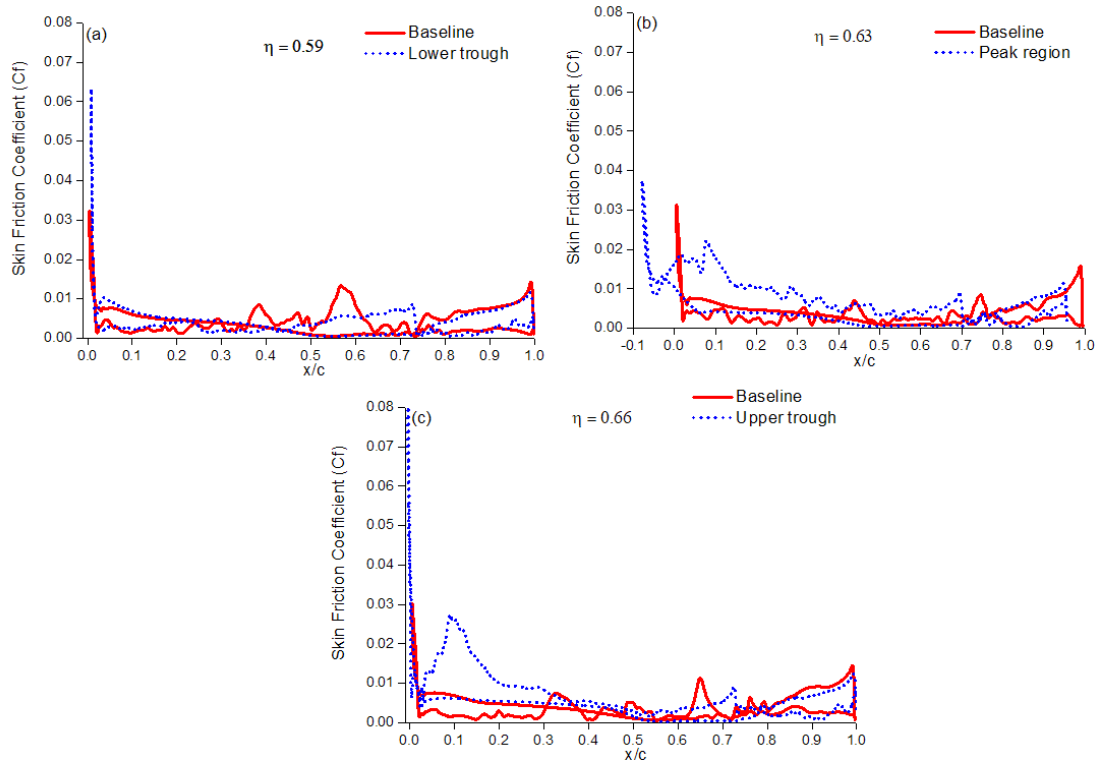 (a)
η = 0.59
Baseline
Lower trough
Skin Friction Coefficient (Cf)
0.08
0.07
0.06
0.05
0.04
0.03
0.02
0.01
0.00
0.0 0.1 0.2 0.3 0.4 0.5 0.6 0.7 0.8 0.9 1.0
x/c
(b)
η = 0.63
Baseline
Peak region
Skin Friction Coefficient (Cf)
0.08
0.07
0.06
0.05
0.04
0.03
0.02
0.01
0.00
-0.1 0.0 0.1 0.2 0.3 0.4 0.5 0.6 0.7 0.8 0.9 1.0
x/c
(c)
η = 0.66
Baseline
Upper trough
Skin Friction Coefficient (Cf)
0.08
0.07
0.06
0.05
0.04
0.03
0.02
0.01
0.00
0.0 0.1 0.2 0.3 0.4 0.5 0.6 0.7 0.8 0.9 1.0
x/c